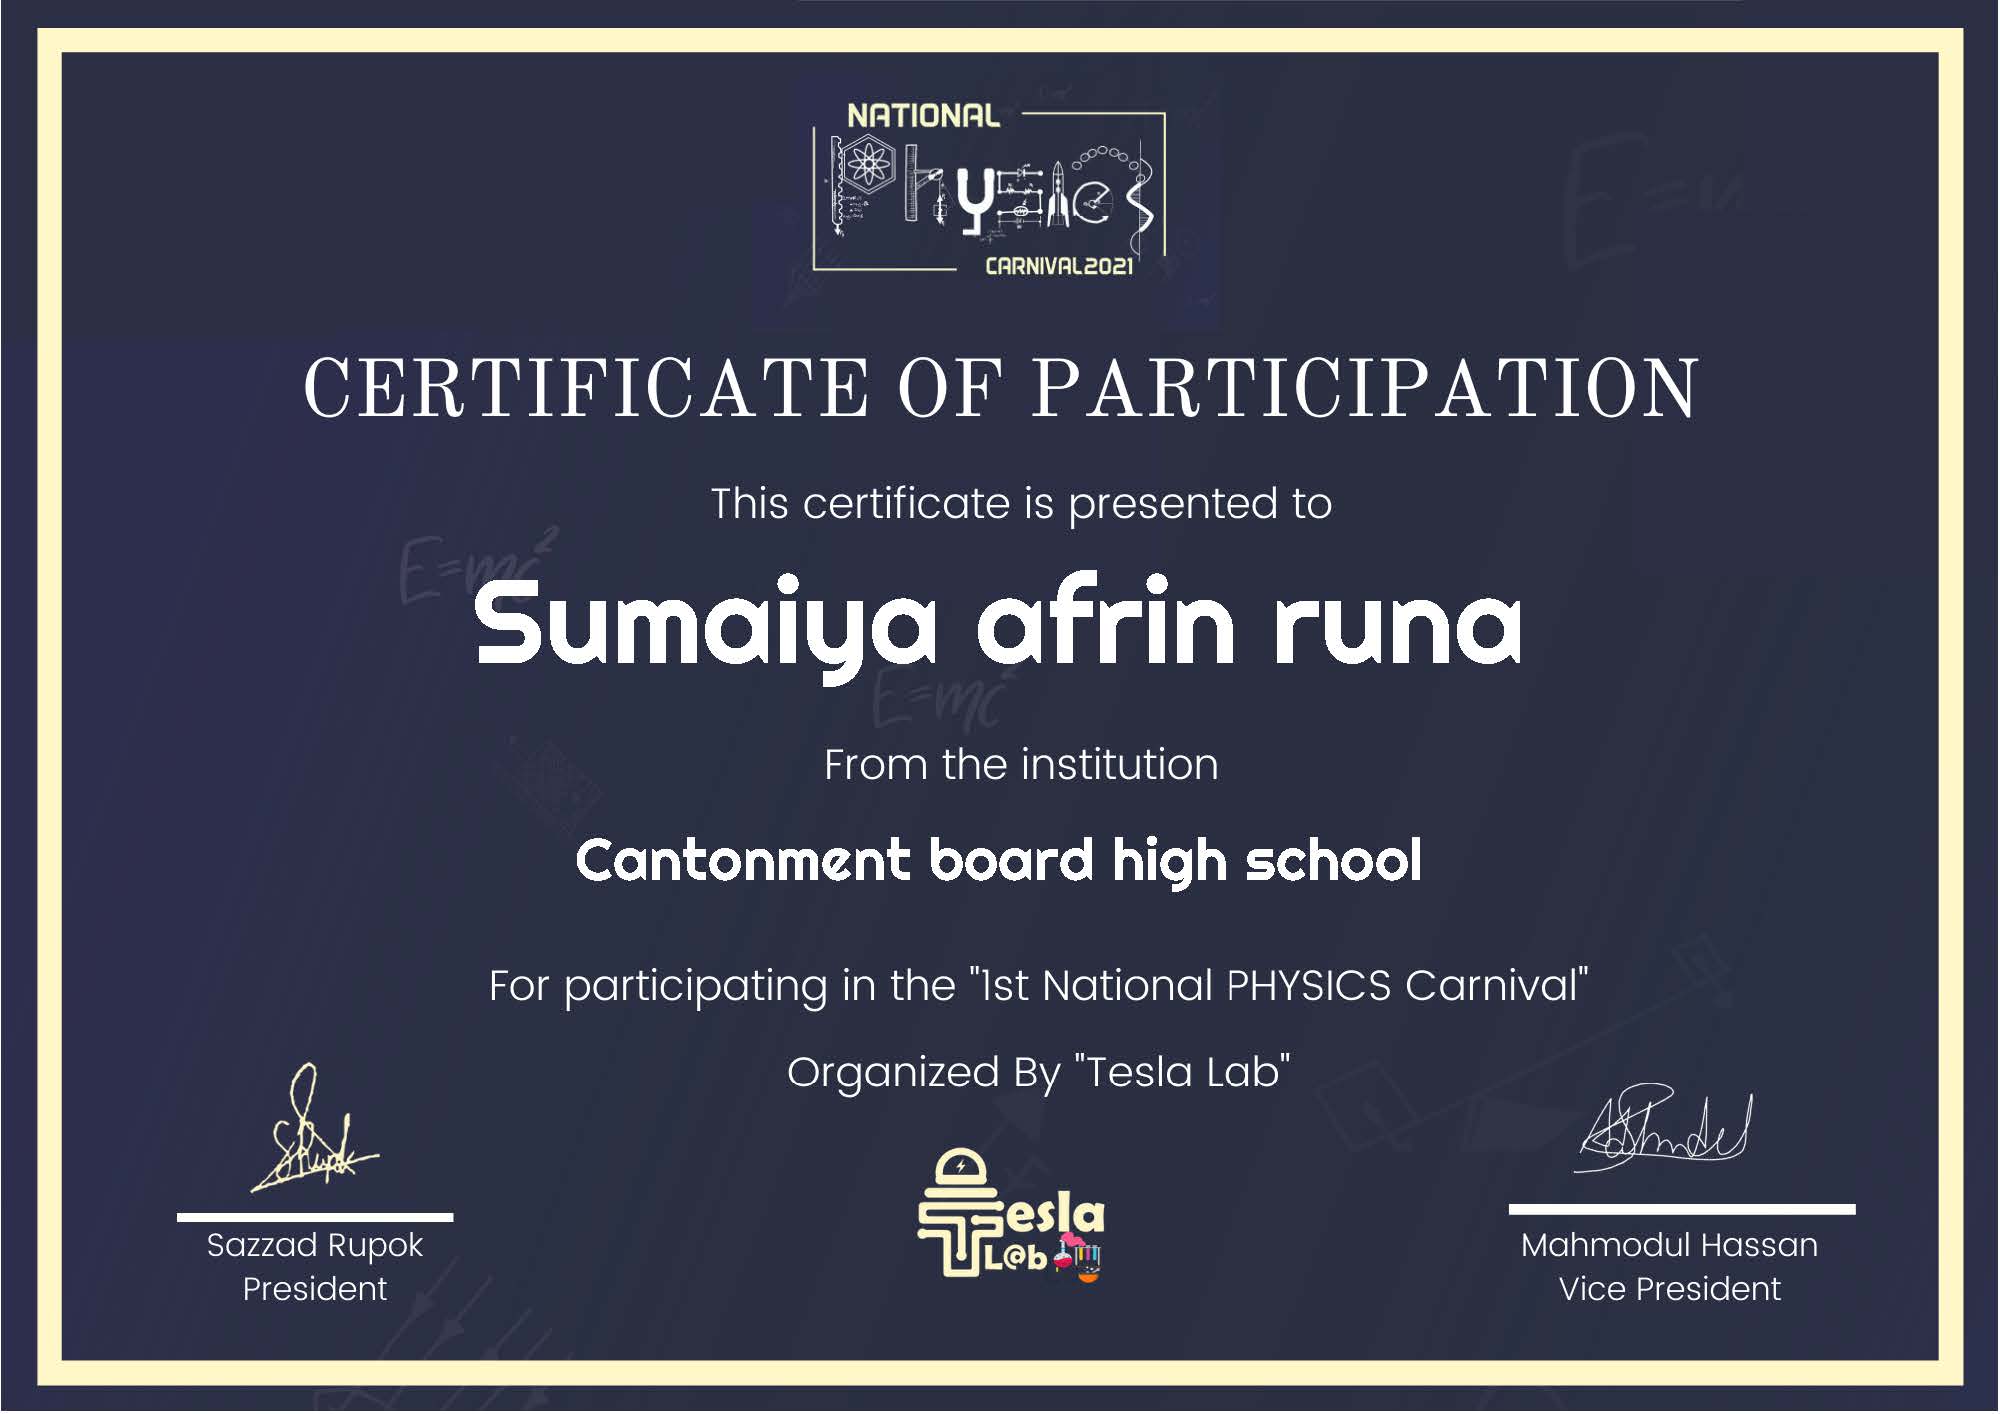 NATIONAL
Physics
CARNIVAL2021
CERTIFICATE OF PARTICIPATION
This certificate is presented to
E=mc²
Sumaiya afrin runa
E=mc²
From the institution
Cantonment board high school
For participating in the "1st National PHYSICS Carnival"
Organized By "Tesla Lab"
Tesla
L@b
Sazzad Rupok
President
Mahmodul Hassan
Vice President